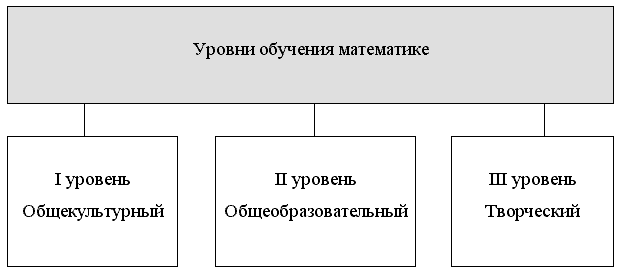 Уровни обучения математике
I уровень
Общекультурный
II уровень
Общеобразовательный
III уровень
Творческий